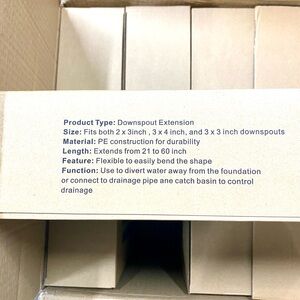 Product Type: Downspout Extension
Size: Fits both 2 x 3inch , 3 x 4 inch, and 3 x 3 inch downspouts
Material: PE construction for durability
Length: Extends from 21 to 60 inch
Feature: Flexible to easily bend the shape
Function: Use to divert water away from the foundation
or connect to drainage pipe ane catch basin to control
drainage